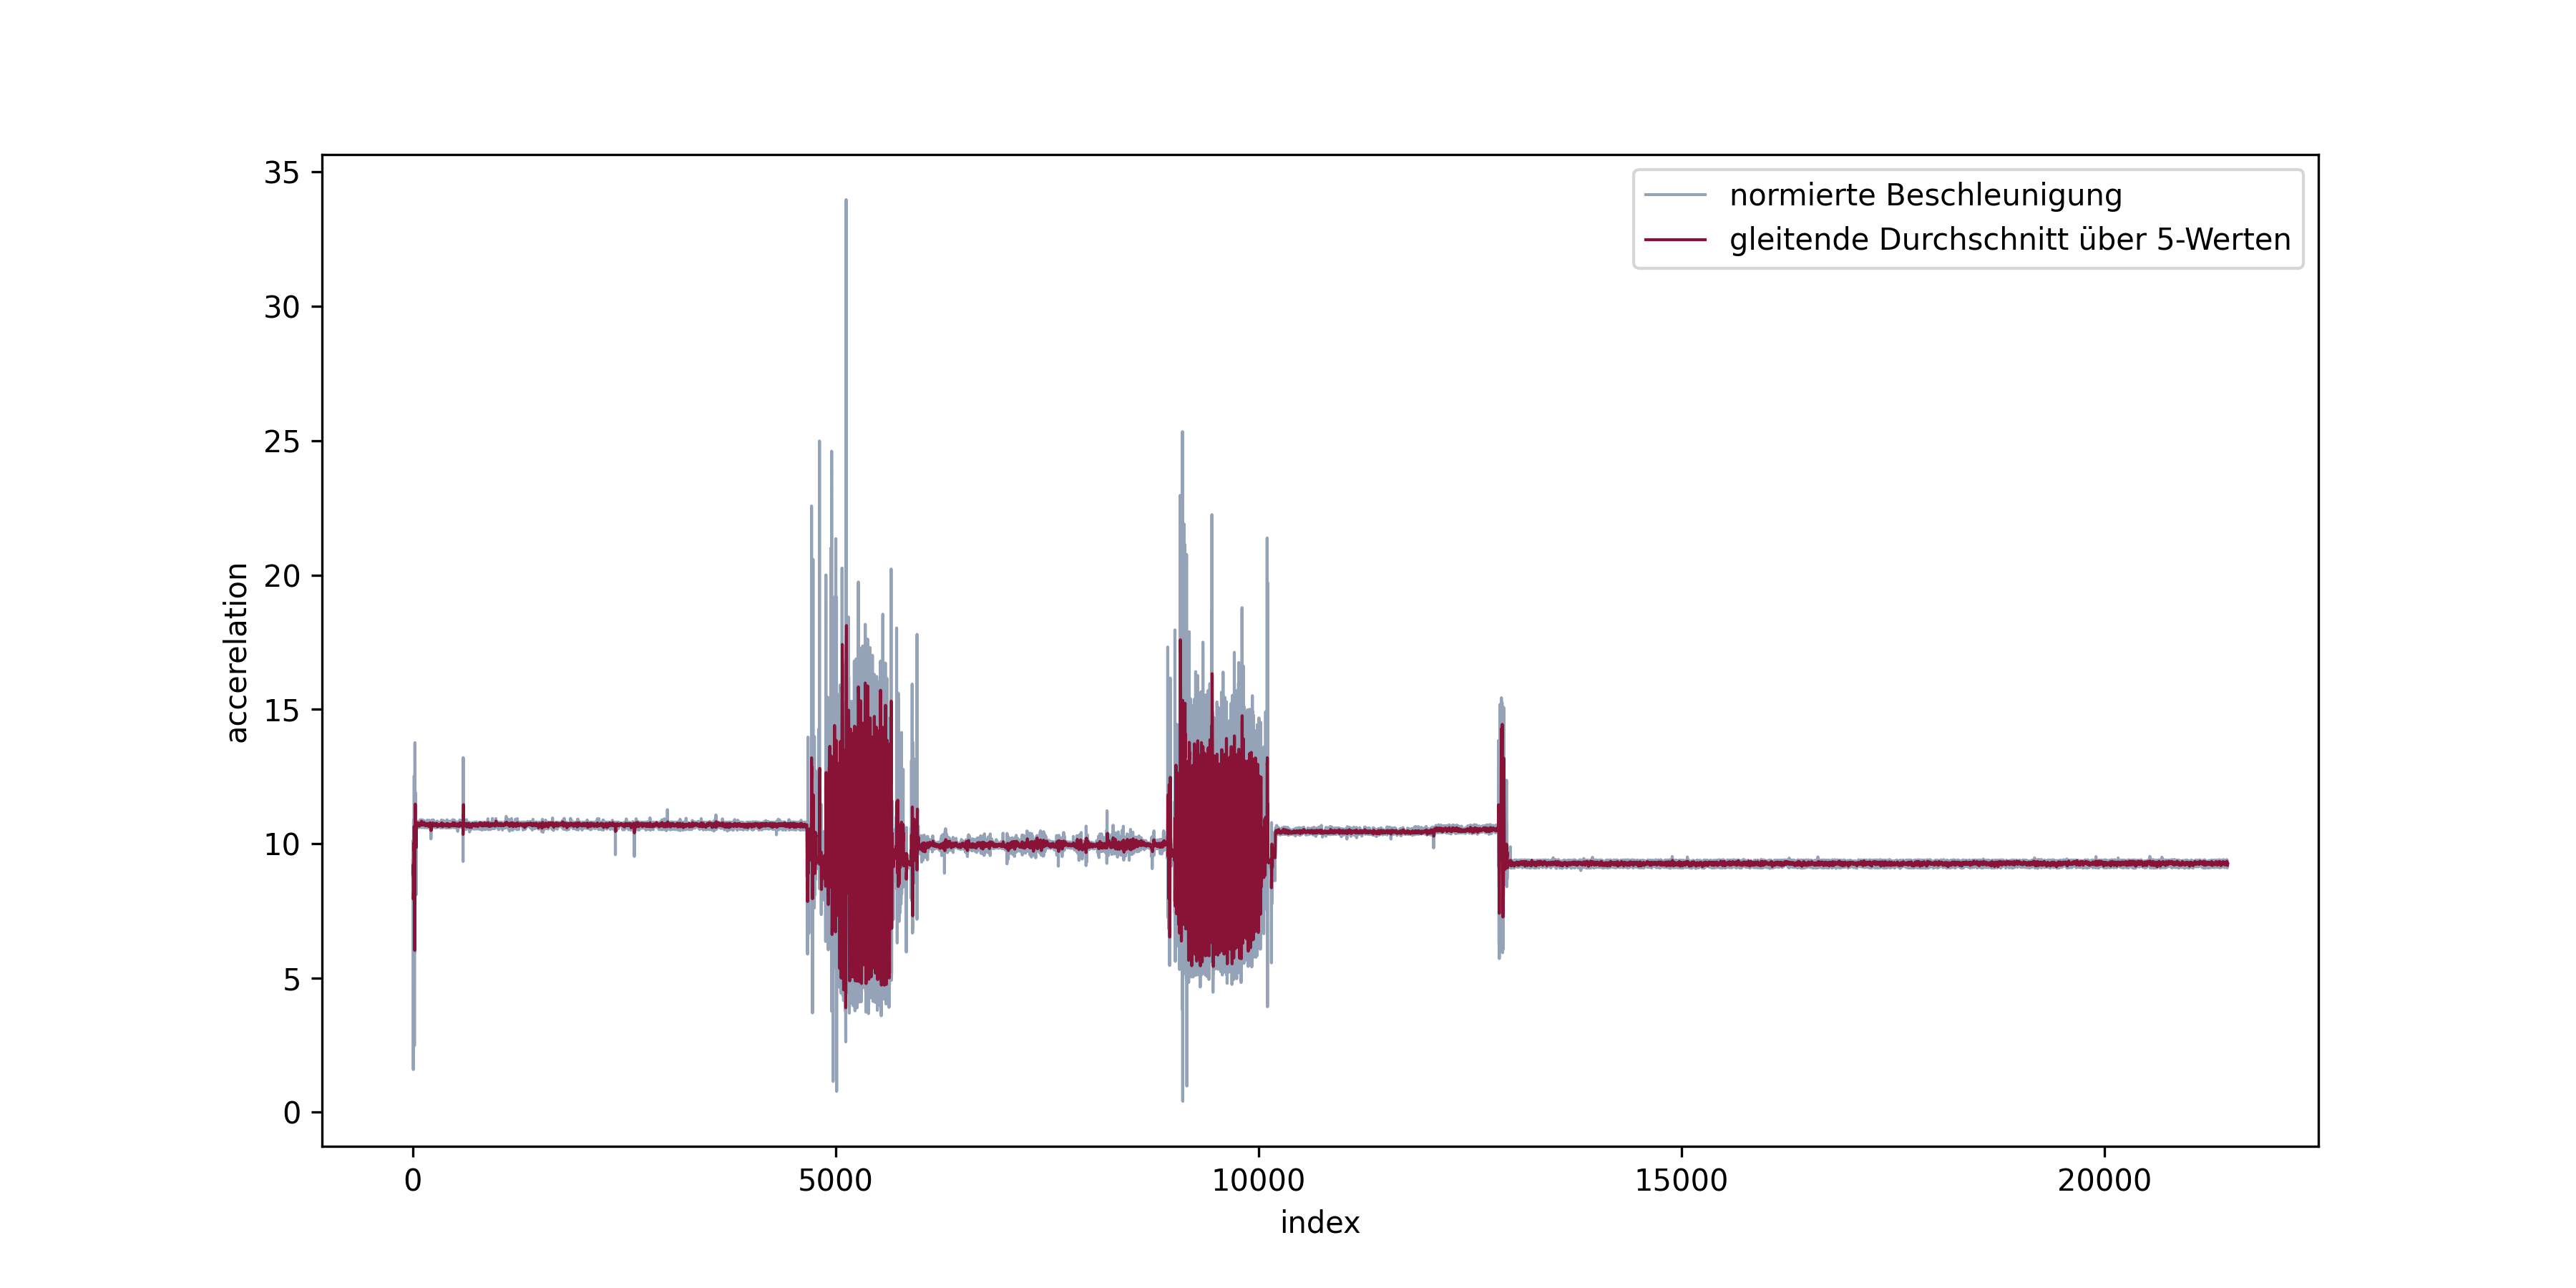 35
30
25
20
15
10
5
0
accerelation
normierte Beschleunigung
gleitende Durchschnitt über 5-Werten
0 5000 10000 15000 20000
index